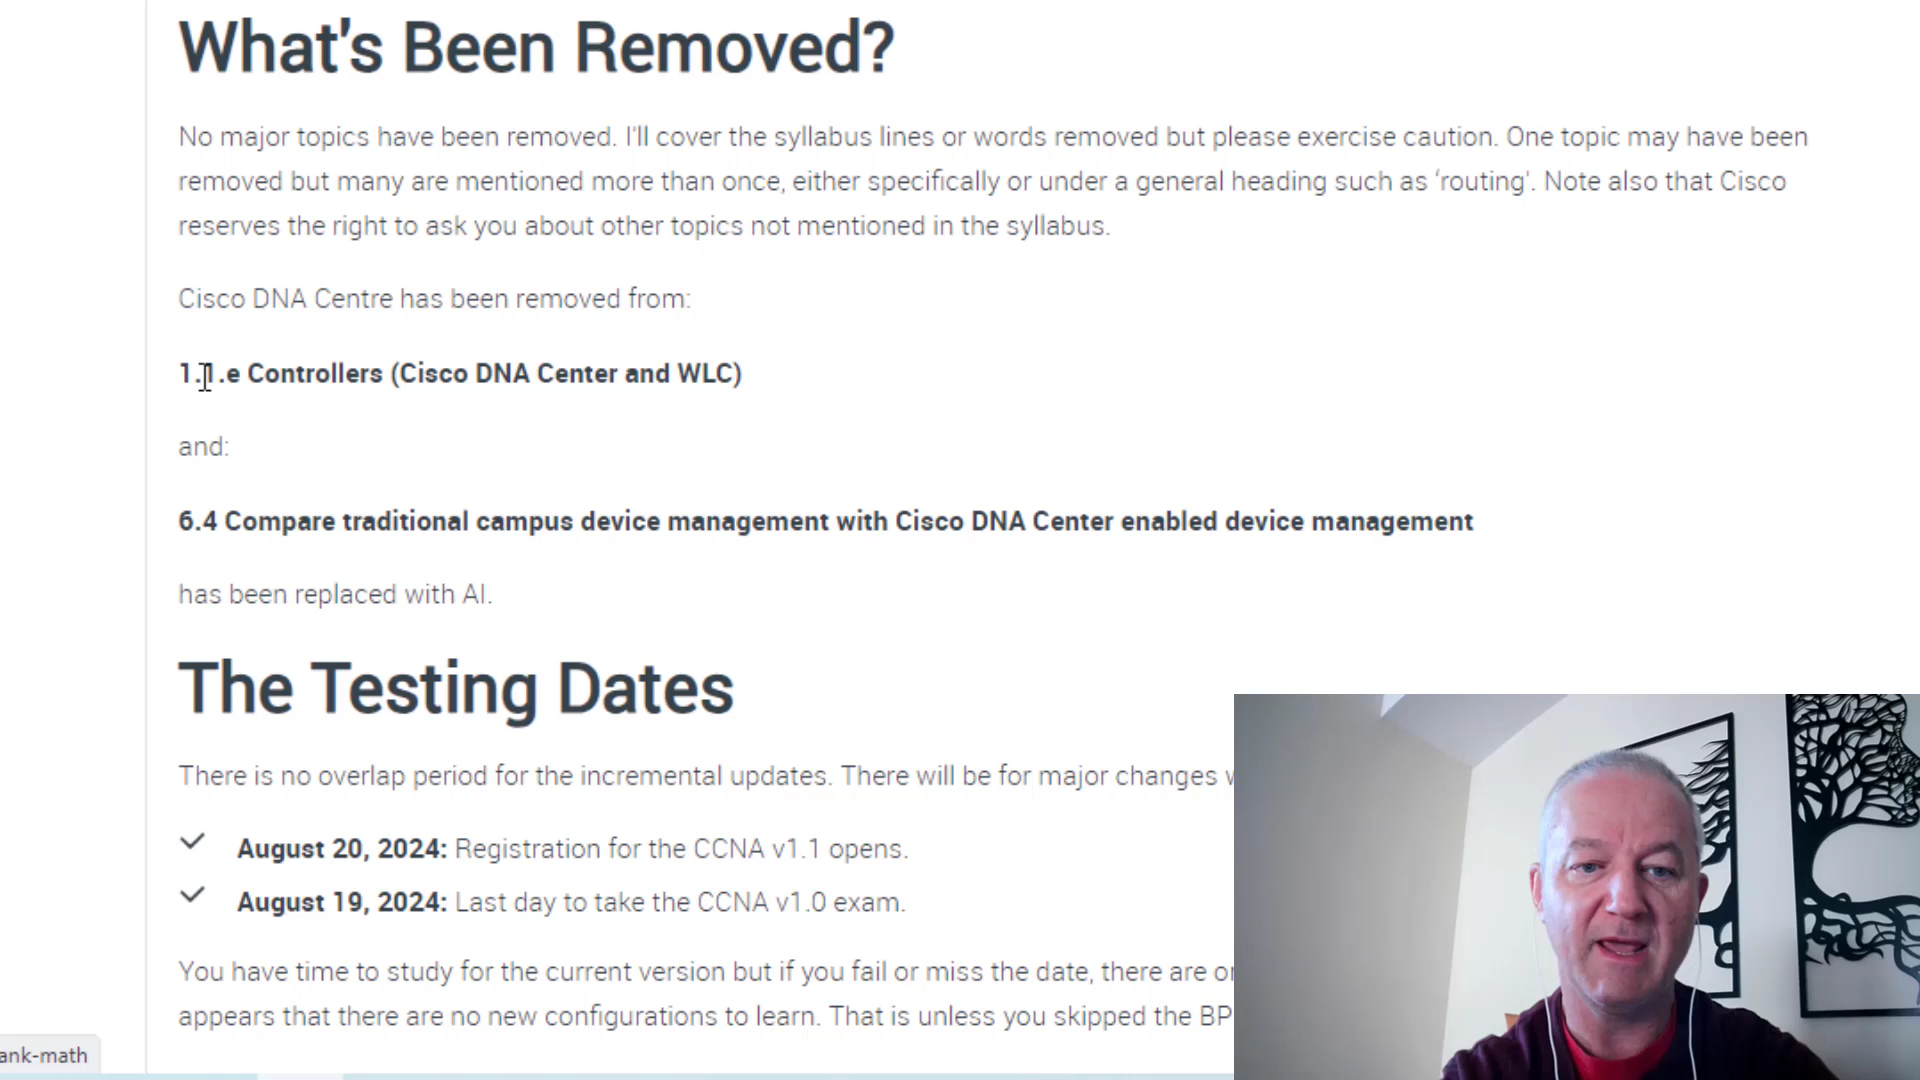 What's Been Removed?
No major topics have been removed. I'll cover the syllabus lines or words removed but please exercise caution. One topic may have been
removed but many are mentioned more than once, either specifically or under a general heading such as ‘routing'. Note also that Cisco
reserves the right to ask you about other topics not mentioned in the syllabus.
Cisco DNA Centre has been removed from:
1.1.e Controllers (Cisco DNA Center and WLC)
and:
6.4 Compare traditional campus device management with Cisco DNA Center enabled device management
has been replaced with AI.
The Testing Dates
There is no overlap period for the incremental updates. There will be for major changes
August 20, 2024: Registration for the CCNA v1.1 opens.
August 19, 2024: Last day to take the CCNA v1.0 exam.
You have time to study for the current version but if you fail or miss the date, there are
appears that there are no new configurations to learn. That is unless you skipped the BP
ank-math